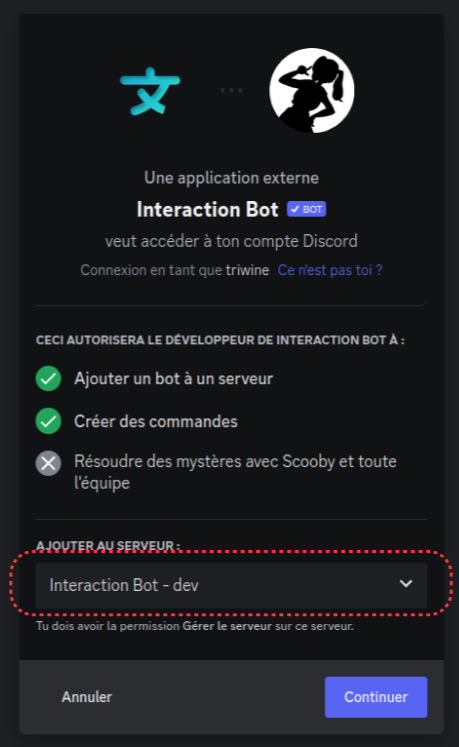 文
Une application externe
Interaction Bot BOT
veut accéder à ton compte Discord
Connexion en tant que triwine Ce n'est pas toi ?
CECI AUTORISERA LE DÉVELOPPEUR DE INTERACTION BOT À :
Ajouter un bot à un serveur
Créer des commandes
Résoudre des mystères avec Scooby et toute
l'équipe
AJOUTER AU SERVEUR :
Interaction Bot - dev
Tu dois avoir la permission Gérer le serveur sur ce serveur.
Annuler
Continuer